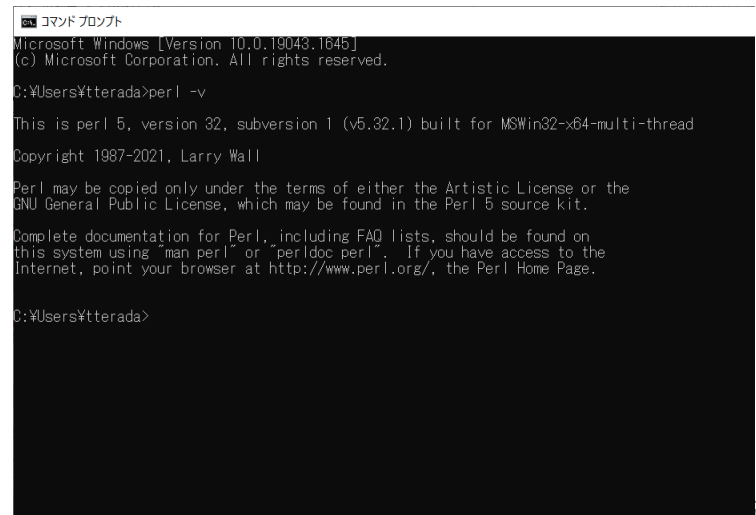 コマンド プロンプト
Microsoft Windows [Version 10.0.19043.1645]
(c) Microsoft Corporation. All rights reserved.
C:¥Users¥tterada>perl -v
This is perl 5, version 32, subversion 1 (v5.32.1) built for MSWin32-x64-multi-thread
Copyright 1987-2021, Larry Wall
Perl may be copied only under the terms of either the Artistic License or the
GNU General Public License, which may be found in the Perl 5 source kit.
Complete documentation for Perl, including FAQ lists, should be found on
this system using "man perl" or "perldoc perl".  If you have access to the
Internet, point your browser at http://www.perl.org/, the Perl Home Page.
C:¥Users¥tterada>